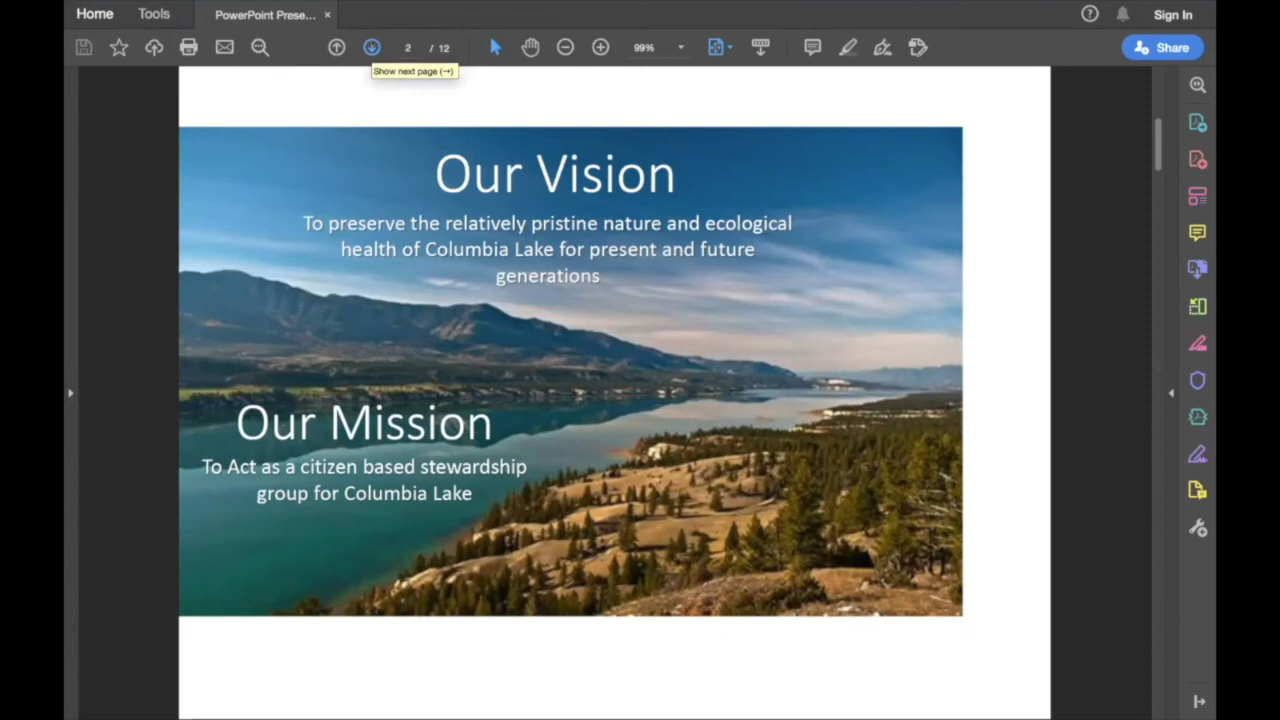 Home Tools PowerPoint Prese... × Sign In
2 / 12 99% Share
Show next page (→)
Our Vision
To preserve the relatively pristine nature and ecological
health of Columbia Lake for present and future
generations
Our Mission
To Act as a citizen based stewardship
group for Columbia Lake